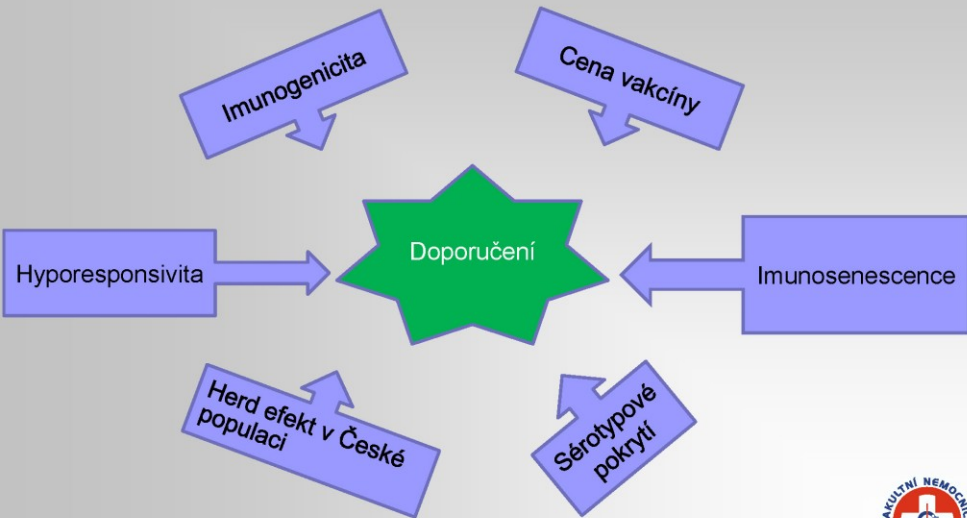 Imunogenicita
Cena vakcíny
Doporučení
Hyporesponsivita
Imunosenescence
Herd efekt v České
populaci
Sérotypové
pokrytí